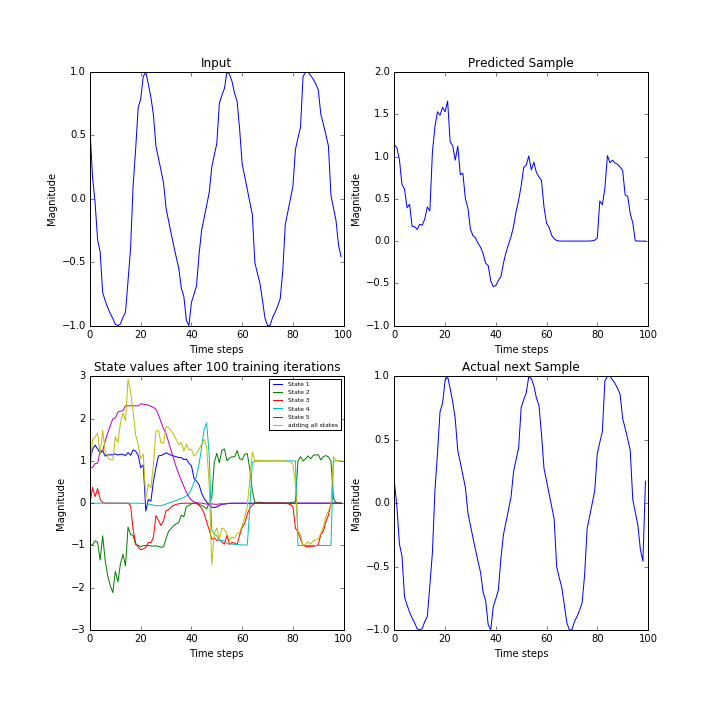 Input
1.0
0.5
0.0
−0.5
−1.0
Magnitude
0 20 40 60 80 100
Time steps
Predicted Sample
2.0
1.5
1.0
0.5
0.0
−0.5
−1.0
Magnitude
0 20 40 60 80 100
Time steps
State values after 100 training iterations
3
2
1
0
−1
−2
−3
Magnitude
State 1
State 2
State 3
State 4
State 5
adding all states
0 20 40 60 80 100
Time steps
Actual next Sample
1.0
0.5
0.0
−0.5
−1.0
Magnitude
0 20 40 60 80 100
Time steps